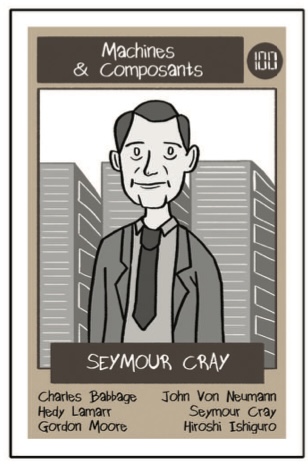 Machines
& Composants
100
SEYMOUR CRAY
Charles Babbage
Hedy Lamarr
Gordon Moore
John Von Neumann
Seymour Cray
Hiroshi Ishiguro